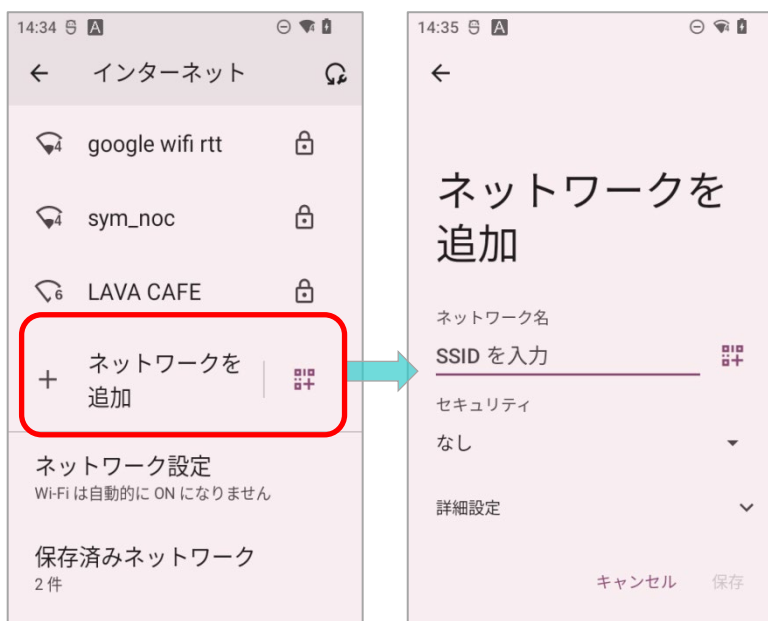 14:34
インターネット
google wifi rtt
sym_noc
LAVA CAFE
ネットワークを
追加
ネットワーク設定
Wi-Fi は自動的に ON になりません
保存済みネットワーク
2 件
14:35
ネットワークを
追加
ネットワーク名
SSID を入力
セキュリティ
なし
詳細設定
キャンセル 保存